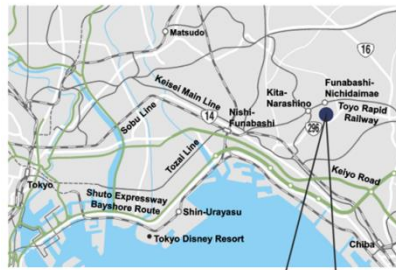 Matsudo
16
Keisei Main Line
Funabashi-
Nichidaimae
Kita-
Narashino
Toyo Rapid
Railway
Sobu Line
14
Nishi-
Funabashi
296
Tozai Line
Keiyo Road
Tokyo
Shuto Expressway
Bayshore Route
Shin-Urayasu
Tokyo Disney Resort
Chiba